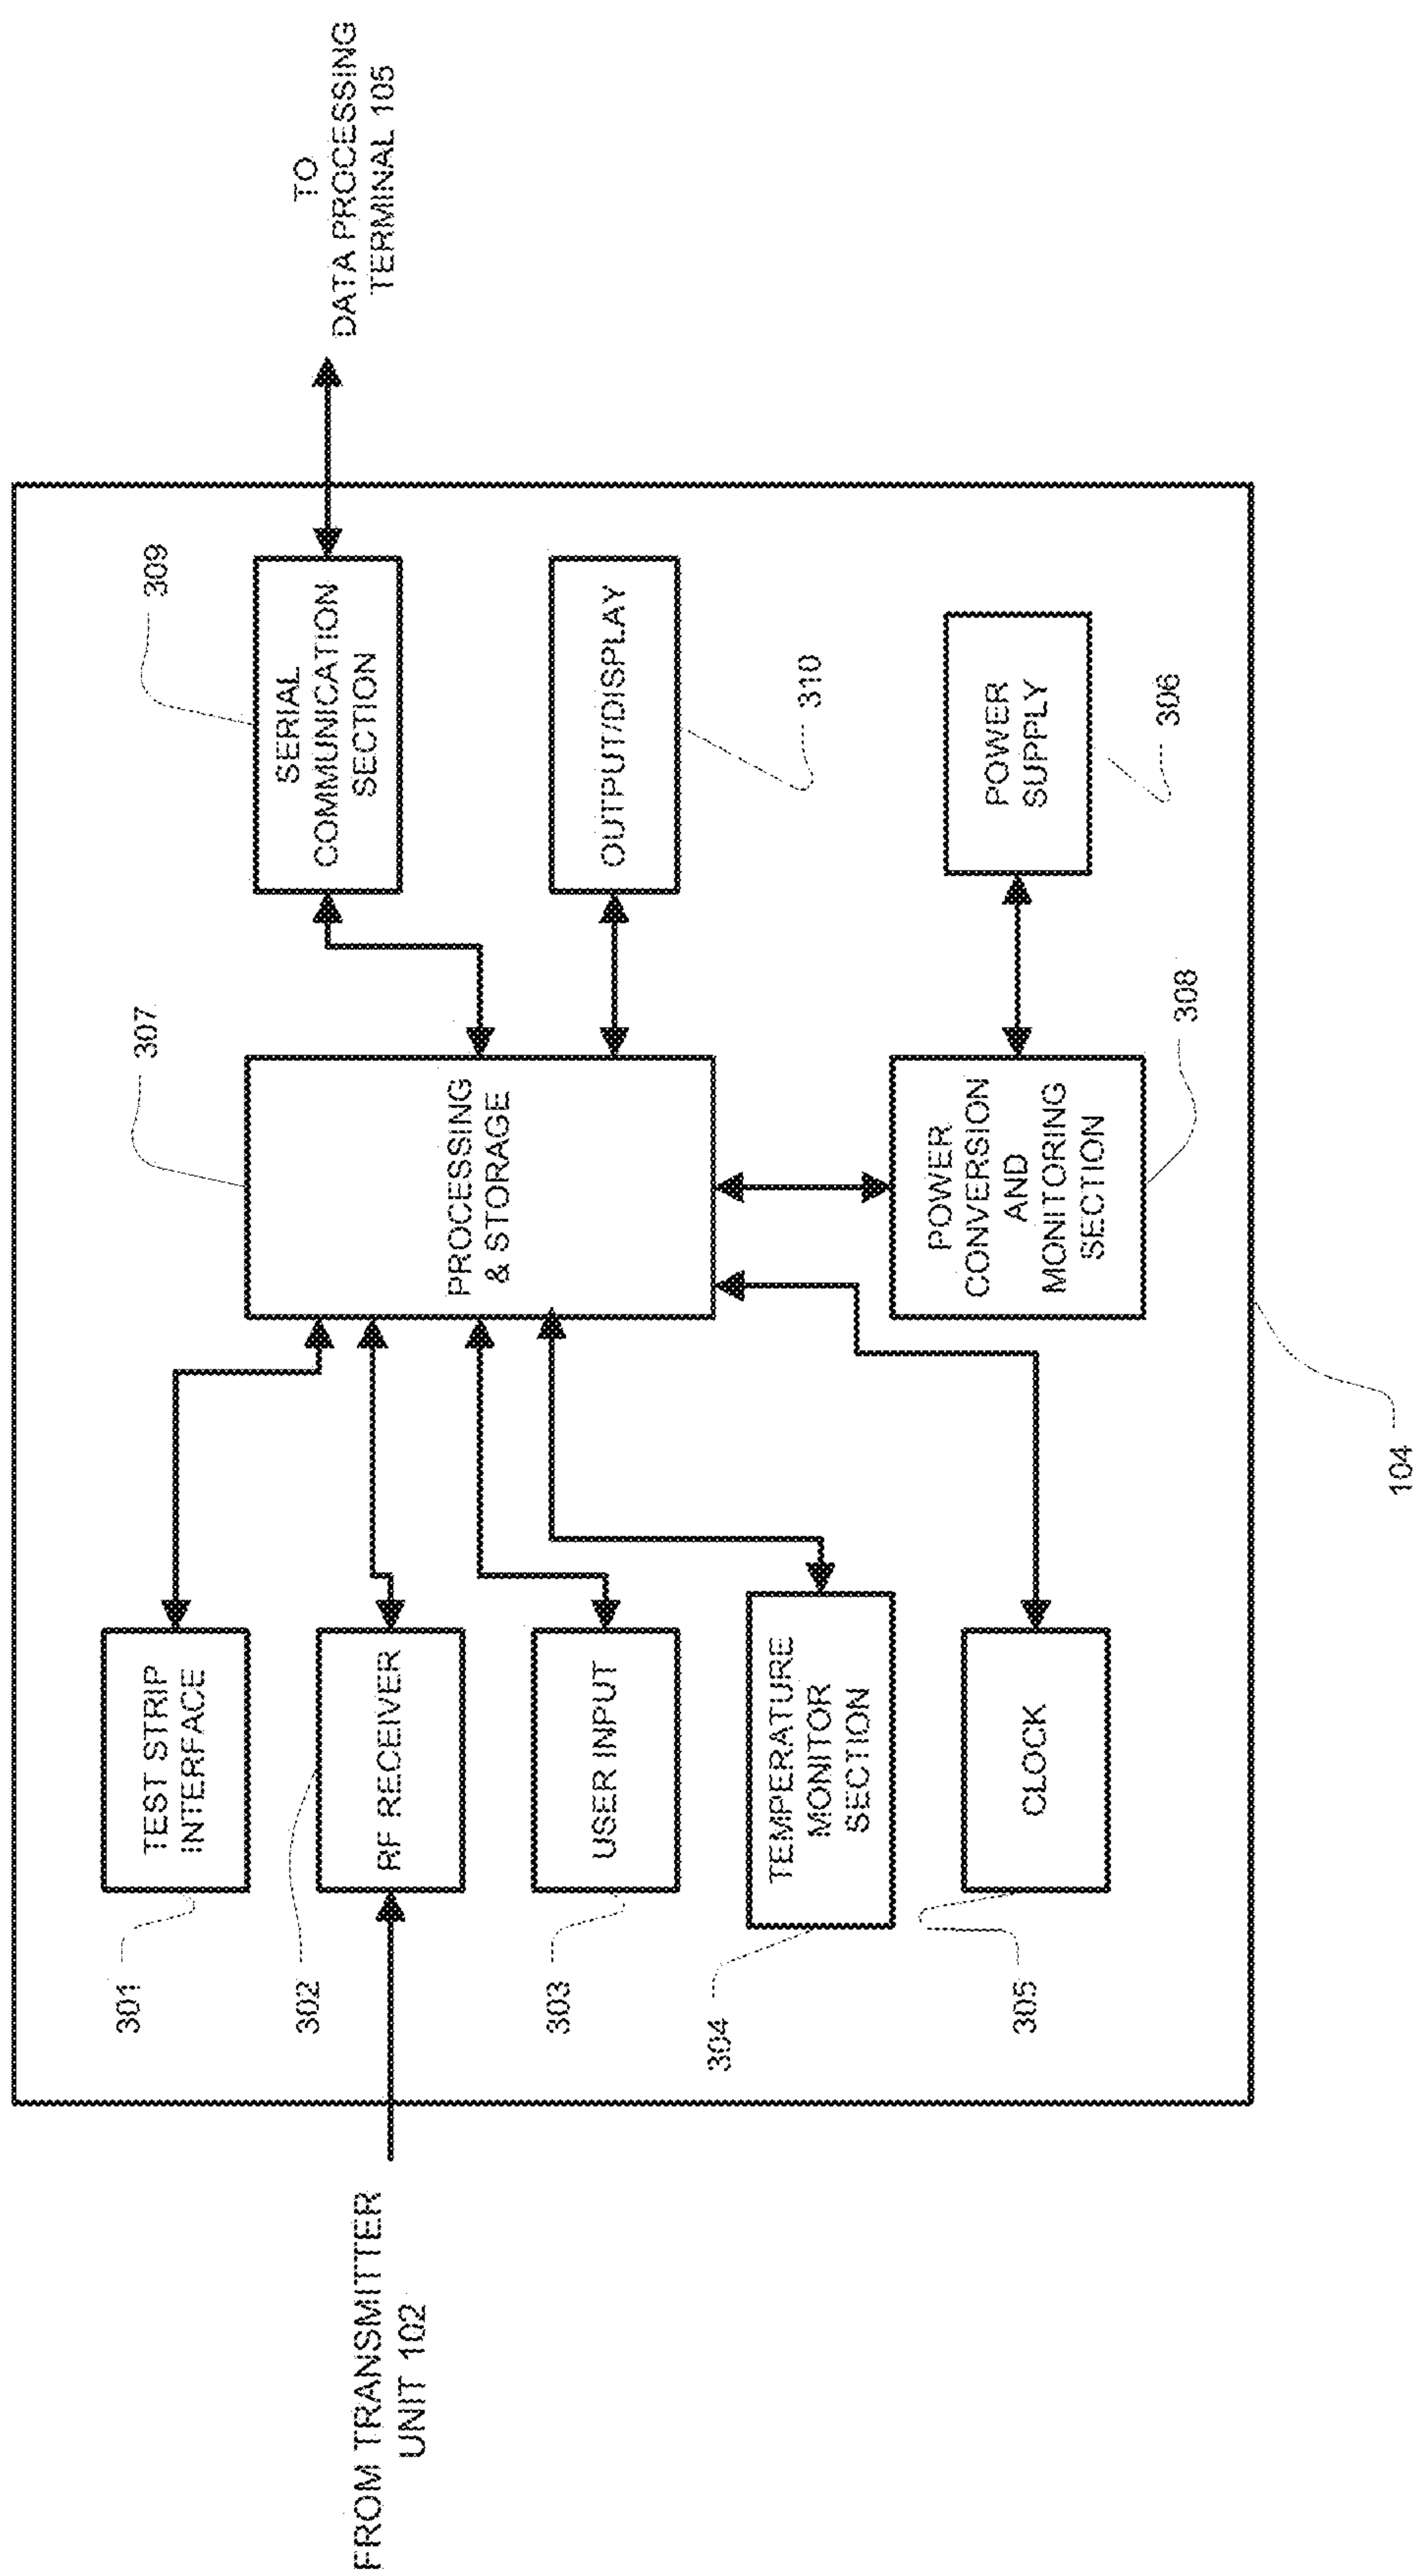 FROM TRANSMITTER
UNIT 102
301
TEST STRIP
INTERFACE
302
RF RECEIVER
303
USER INPUT
304
TEMPERATURE
MONITOR
SECTION
305
CLOCK
307
PROCESSING
& STORAGE
POWER
CONVERSION
AND
MONITORING
SECTION
308
309
SERIAL
COMMUNICATION
SECTION
OUTPUT/DISPLAY
310
POWER
SUPPLY
306
TO
DATA PROCESSING
TERMINAL 105
104